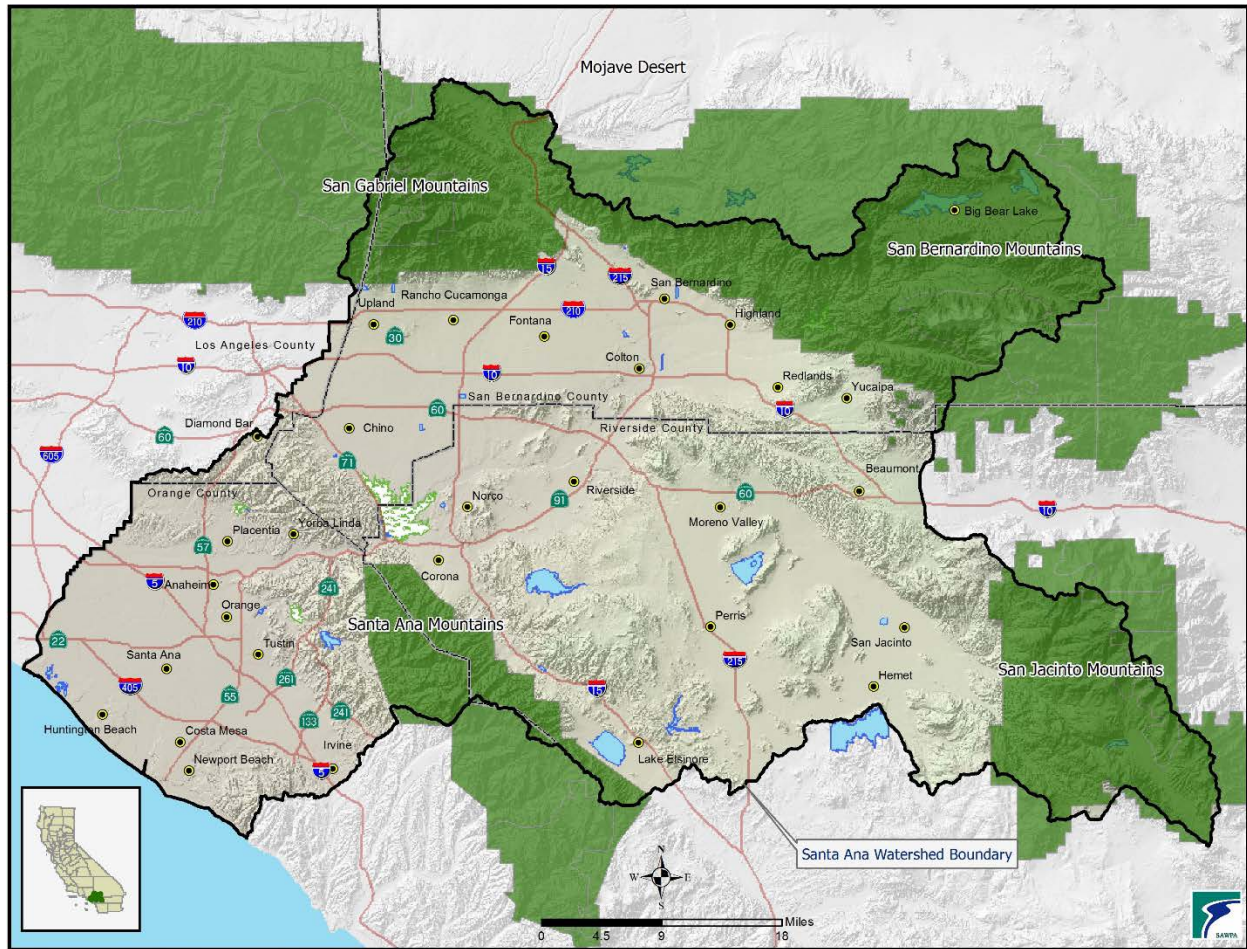 Mojave Desert
San Gabriel Mountains
Big Bear Lake
San Bernardino Mountains
15
215
San Bernardino
Rancho Cucamonga
Upland
210
210
Fontana
Highland
30
Los Angeles County
Colton
10
10
Redlands
Yucaipa
San Bernardino County
10
60
Diamond Bar
60
Chino
Riverside County
605
71
Beaumont
Orange County
Norco
91
Riverside
60
10
Moreno Valley
Placentia
Yorba Linda
57
Corona
5
Anaheim
241
Orange
Santa Ana Mountains
Perris
San Jacinto
22
Tustin
Santa Ana
215
San Jacinto Mountains
405
261
Hemet
55
15
Huntington Beach
133
241
Costa Mesa
Irvine
Lake Elsinore
Newport Beach
5
Santa Ana Watershed Boundary
N
W E
S
Miles
0 4.5 9 18
SAWPA